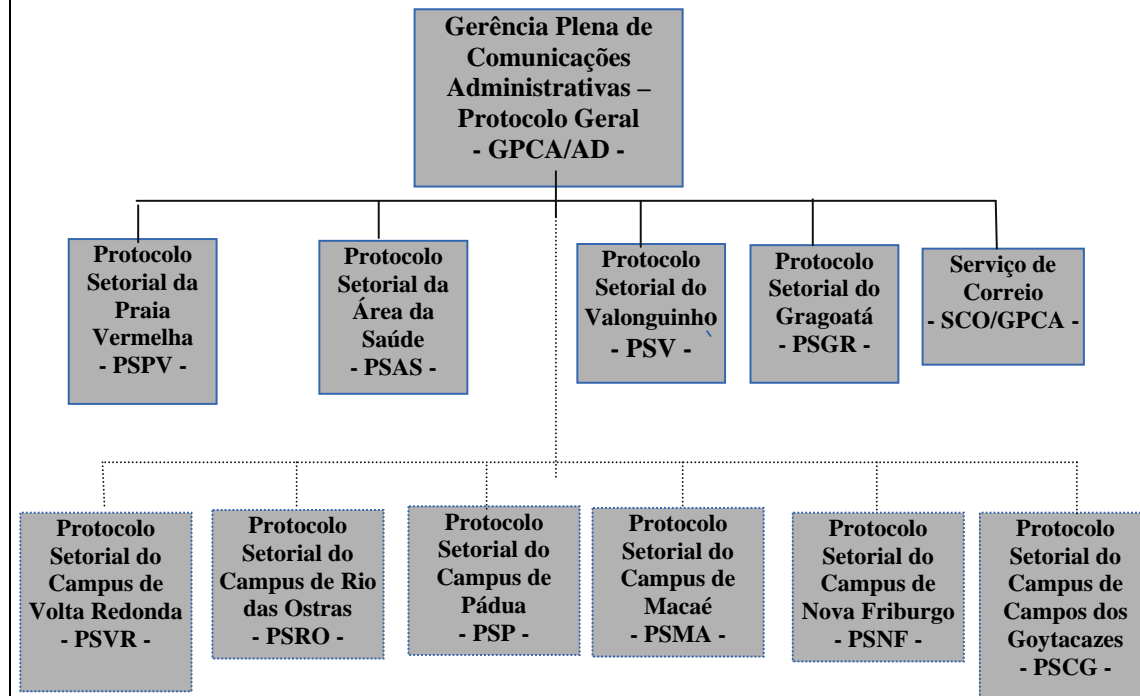 Gerência Plena de
Comunicações
Administrativas –
Protocolo Geral
- GPCA/AD -
Protocolo
Setorial da
Praia
Vermelha
- PSPV -
Protocolo
Setorial da
Área da
Saúde
- PSAS -
Protocolo
Setorial do
Valonguinho
- PSV -
Protocolo
Setorial do
Gragoatá
- PSGR -
Serviço de
Correio
- SCO/GPCA -
Protocolo
Setorial do
Campus de
Volta Redonda
- PSVR -
Protocolo
Setorial do
Campus de Rio
das Ostras
- PSRO -
Protocolo
Setorial do
Campus de
Pádua
- PSP -
Protocolo
Setorial do
Campus de
Macaé
- PSMA -
Protocolo
Setorial do
Campus de
Nova Friburgo
- PSNF -
Protocolo
Setorial do
Campus de
Campos dos
Goytacazes
- PSCG -